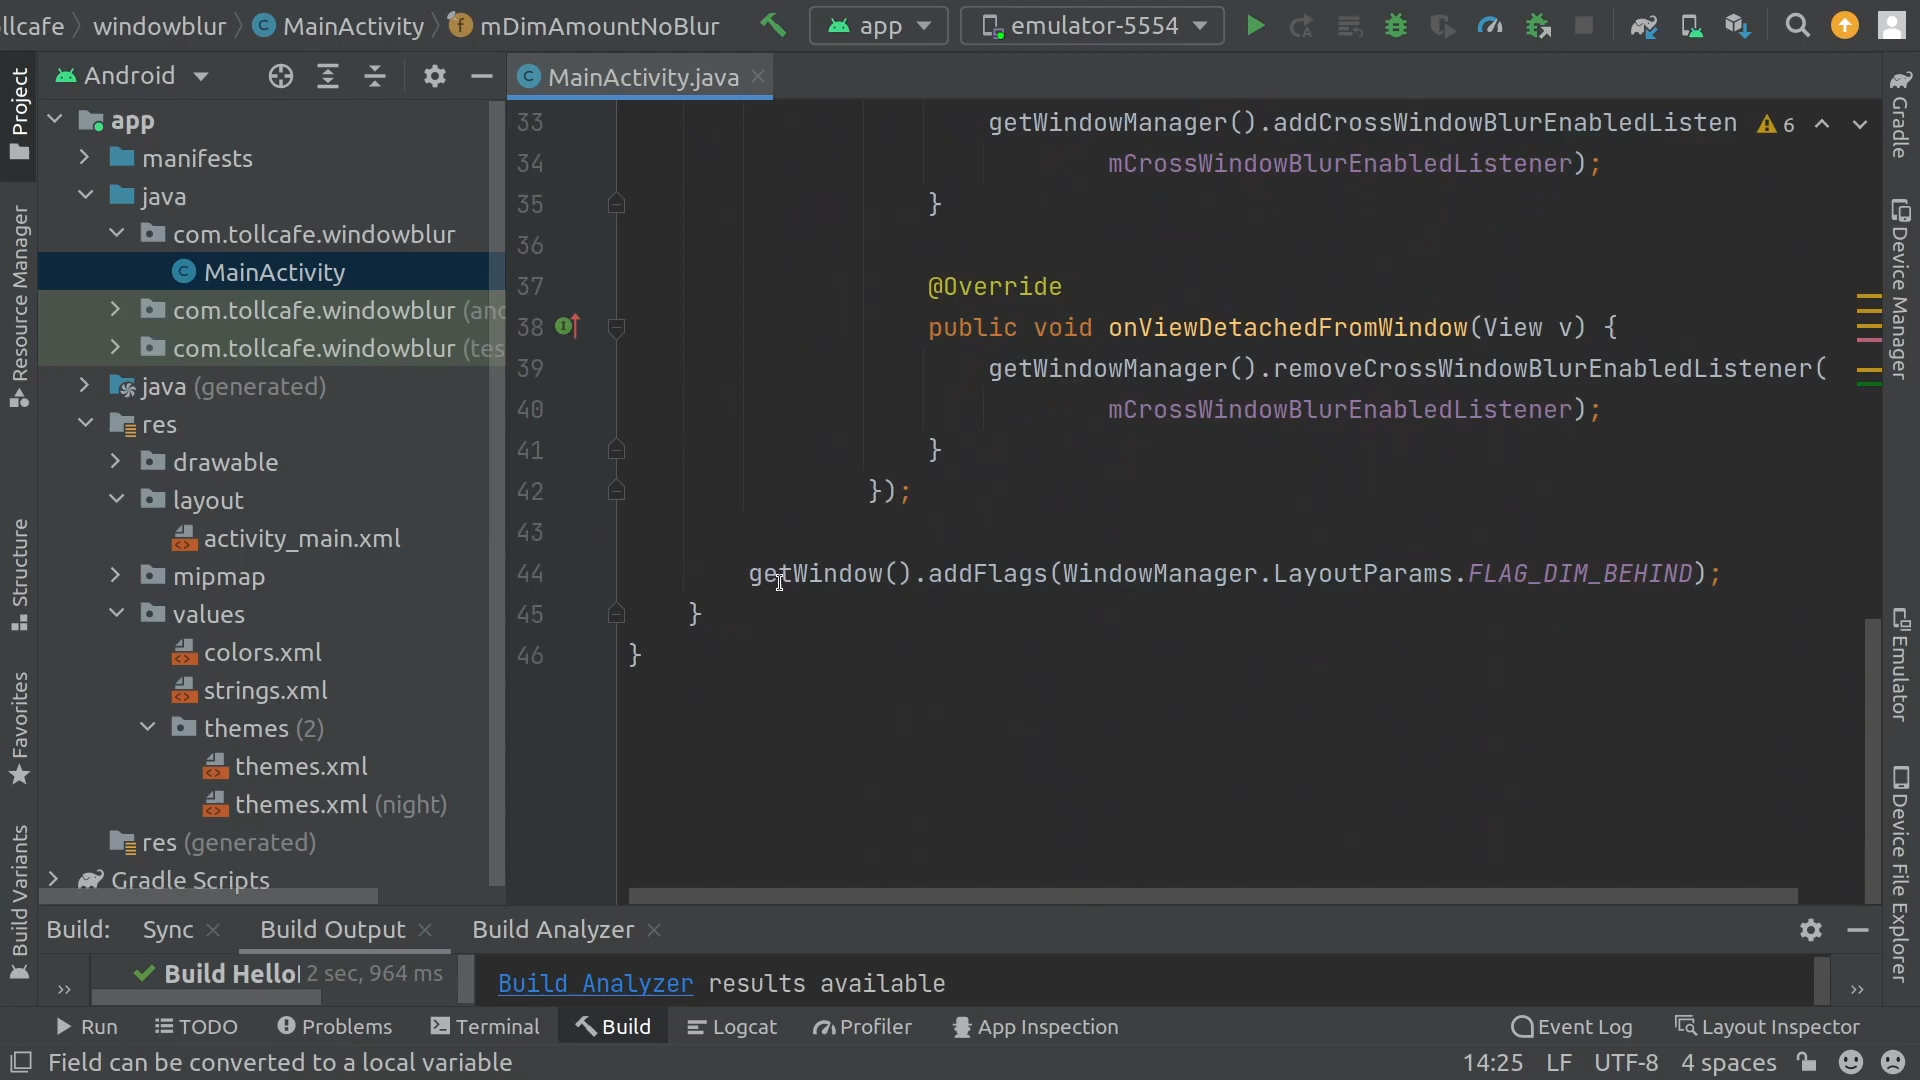 llcafe windowblur MainActivity mDimAmountNoBlur app emulator-5554
Android
MainActivity.java
Project
Resource Manager
Structure
Favorites
Build Variants
app
manifests
java
com.tollcafe.windowblur
MainActivity
com.tollcafe.windowblur (and
com.tollcafe.windowblur (tes
java (generated)
res
drawable
layout
activity_main.xml
mipmap
values
colors.xml
strings.xml
themes (2)
themes.xml
themes.xml (night)
res (generated)
Gradle Scripts
33 getWindowManager().addCrossWindowBlurEnabledListen 6
34 mCrossWindowBlurEnabledListener);
35 }
36
37 @Override
38 public void onViewDetachedFromWindow(View v) {
39 getWindowManager().removeCrossWindowBlurEnabledListener(
40 mCrossWindowBlurEnabledListener);
41 }
42 });
43
44 getWindow().addFlags(WindowManager.LayoutParams.FLAG_DIM_BEHIND);
45 }
46 }
Gradle
Device Manager
Emulator
Device File Explorer
Build: Sync Build Output Build Analyzer
Build Hello 2 sec, 964 ms
Build Analyzer results available
Run TODO Problems Terminal Build Logcat Profiler App Inspection Event Log Layout Inspector
Field can be converted to a local variable 14:25 LF UTF-8 4 spaces